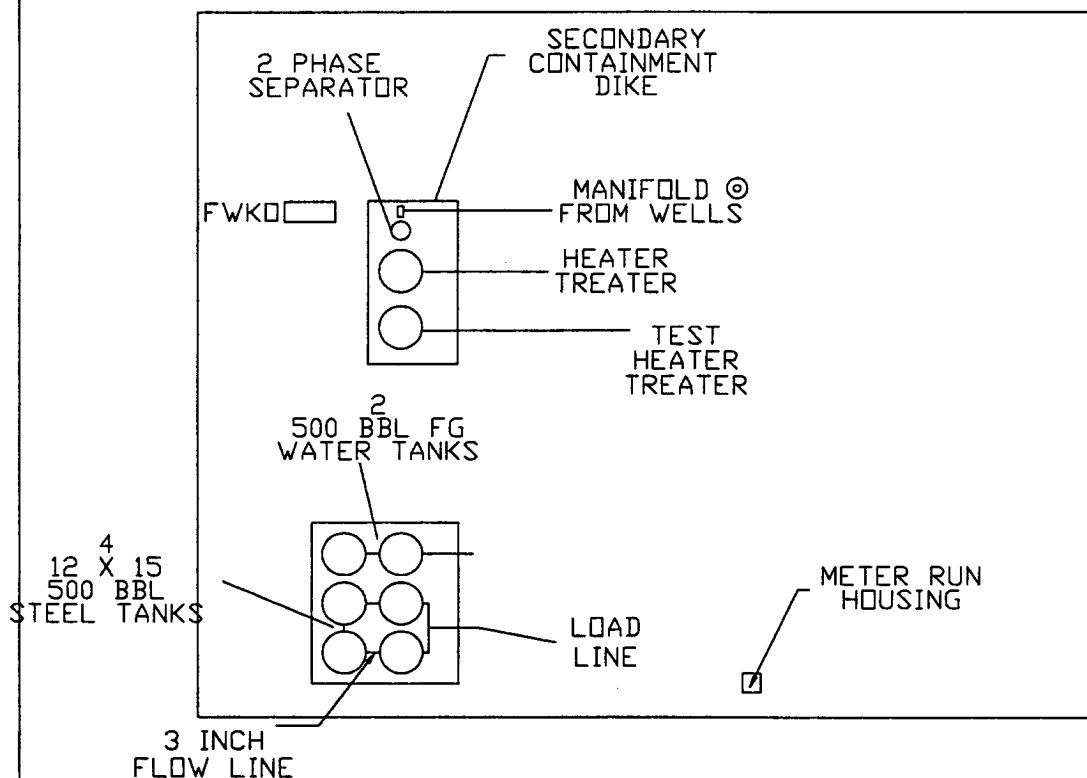 2 PHASE
SEPARATOR
SECONDARY
CONTAINMENT
DIKE
FWKO
MANIFOLD @
FROM WELLS
HEATER
TREATER
TEST
HEATER
TREATER
2
500 BBL FG
WATER TANKS
4
12 X 15
500 BBL
STEEL TANKS
LOAD
LINE
METER RUN
HOUSING
3 INCH
FLOW LINE